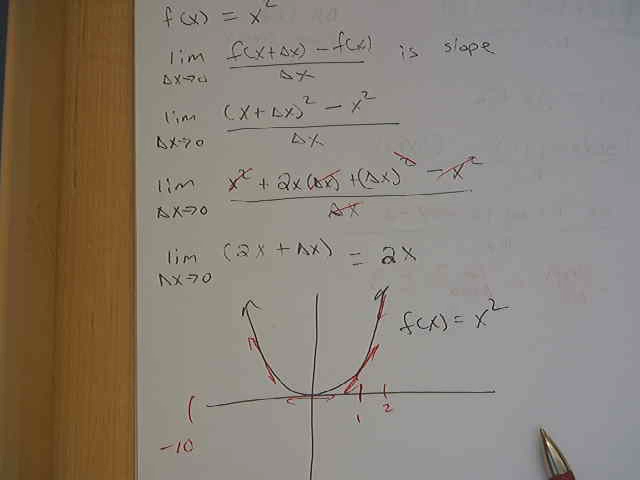 f(x) = x²
lim Δx→0 f(x+Δx) - f(x) / Δx is slope
lim Δx→0 (x+Δx)² - x² / Δx
lim Δx→0 x² + 2x(Δx) + (Δx)² - x² / Δx
lim Δx→0 (2x + Δx) = 2x
f(x) = x²
1 2
-10